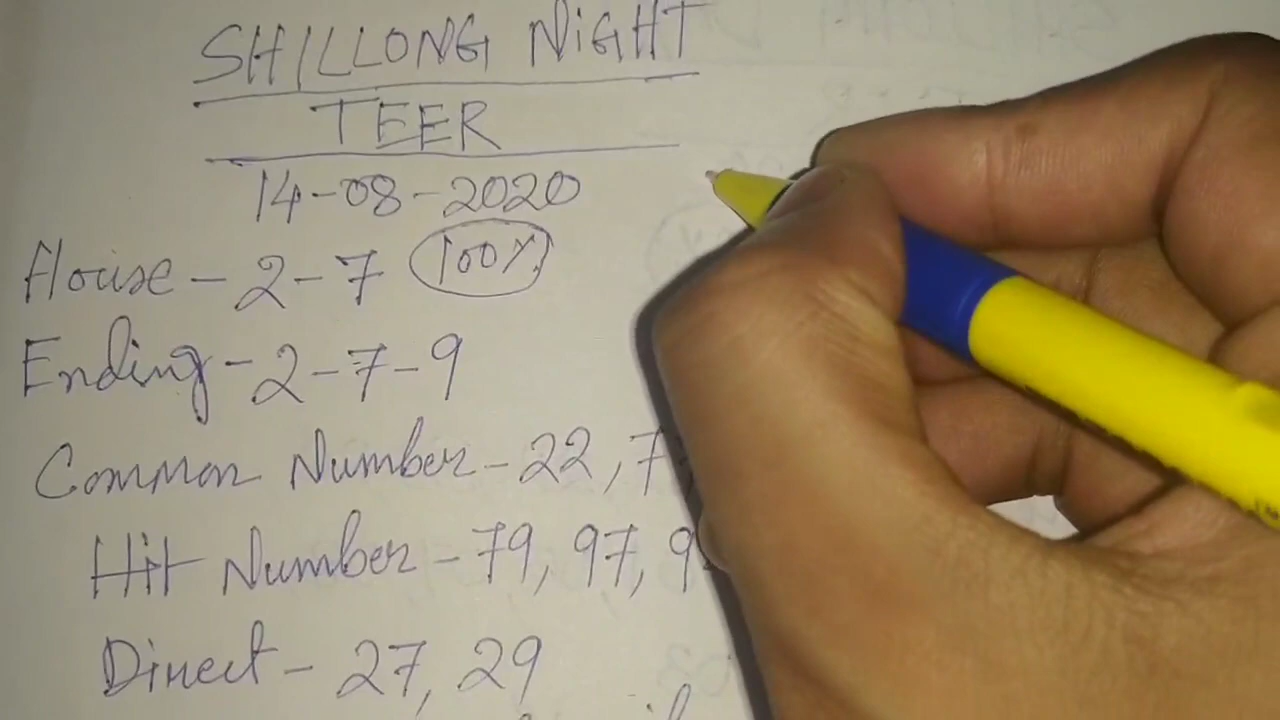 SHILLONG NIGHT
TEER
14-08-2020
House - 2-7 100%
Ending - 2-7-9
Common Number - 22, 7
Hit Number - 79, 97, 9
Direct - 27, 29